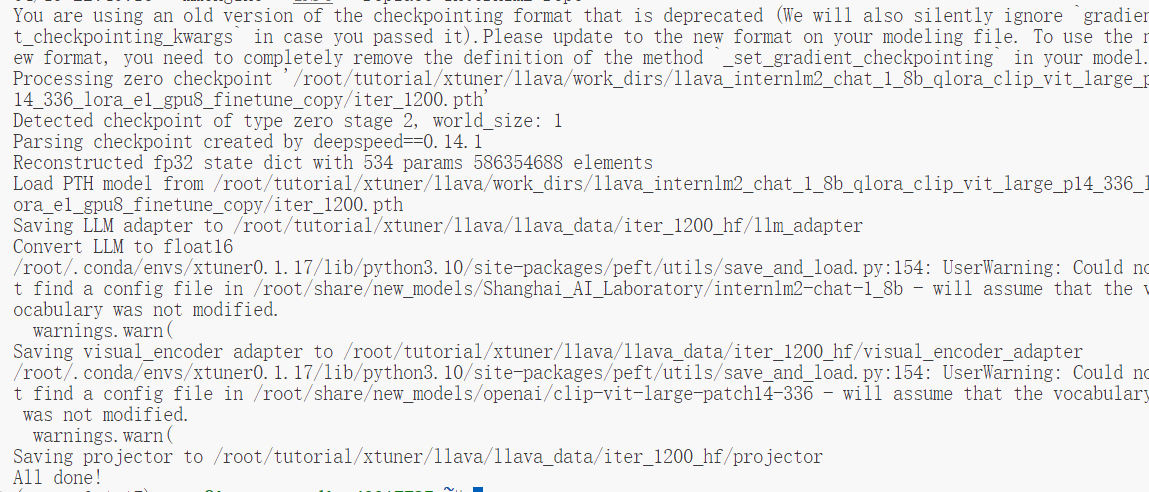 You are using an old version of the checkpointing format that is deprecated (We will also silently ignore `gradien
t_checkpointing_kwargs` in case you passed it).Please update to the new format on your modeling file. To use the n
ew format, you need to completely remove the definition of the method `_set_gradient_checkpointing` in your model.
Processing zero checkpoint '/root/tutorial/xtuner/llava/work_dirs/llava_internlm2_chat_1_8b_qlora_clip_vit_large_p
14_336_lora_e1_gpu8_finetune_copy/iter_1200.pth'
Detected checkpoint of type zero stage 2, world_size: 1
Parsing checkpoint created by deepspeed==0.14.1
Reconstructed fp32 state dict with 534 params 586354688 elements
Load PTH model from /root/tutorial/xtuner/llava/work_dirs/llava_internlm2_chat_1_8b_qlora_clip_vit_large_p14_336_l
ora_e1_gpu8_finetune_copy/iter_1200.pth
Saving LLM adapter to /root/tutorial/xtuner/llava/llava_data/iter_1200_hf/llm_adapter
Convert LLM to float16
/root/.conda/envs/xtuner0.1.17/lib/python3.10/site-packages/peft/utils/save_and_load.py:154: UserWarning: Could no
t find a config file in /root/share/new_models/Shanghai_AI_Laboratory/internlm2-chat-1_8b - will assume that the v
ocabulary was not modified.
warnings.warn(
Saving visual_encoder adapter to /root/tutorial/xtuner/llava/llava_data/iter_1200_hf/visual_encoder_adapter
/root/.conda/envs/xtuner0.1.17/lib/python3.10/site-packages/peft/utils/save_and_load.py:154: UserWarning: Could no
t find a config file in /root/share/new_models/openai/clip-vit-large-patch14-336 - will assume that the vocabulary
was not modified.
warnings.warn(
Saving projector to /root/tutorial/xtuner/llava/llava_data/iter_1200_hf/projector
All done!